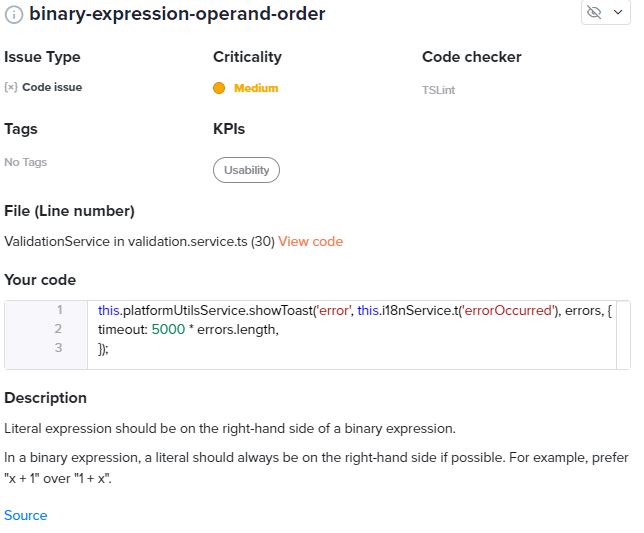 binary-expression-operand-order
Issue Type Criticality Code checker
{×} Code issue Medium TSLint
Tags KPIs
No Tags Usability
File (Line number)
ValidationService in validation.service.ts (30) View code
Your code
1 this.platformUtilsService.showToast('error', this.i18nService.t('errorOccurred'), errors, {
2 timeout: 5000 * errors.length,
3 });
Description
Literal expression should be on the right-hand side of a binary expression.
In a binary expression, a literal should always be on the right-hand side if possible. For example, prefer
"x + 1" over "1 + x".
Source